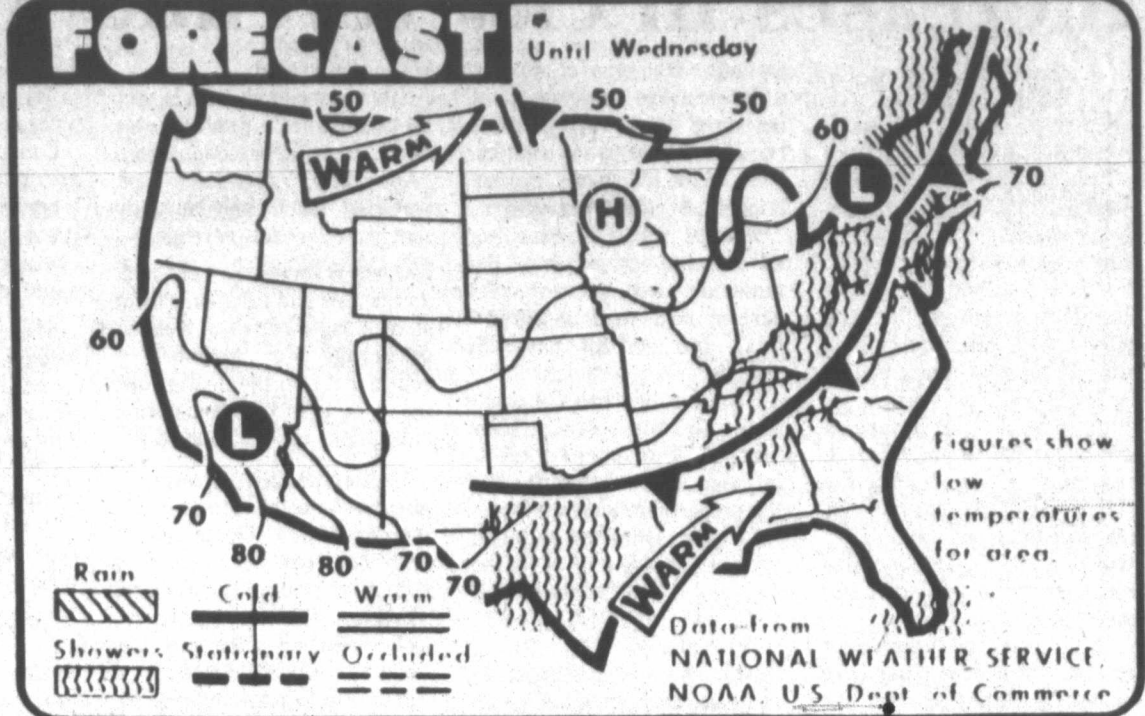 FORECAST
Until Wednesday
50
50
50
60
WARM
L
70
H
60
L
70
80
80
70
70
WARM
Figures show
low
temperatures
for area.
Rain
Cold
Warm
Showers
Stationary
Occluded
Data from
NATIONAL WEATHER SERVICE,
NOAA, U.S. Dept. of Commerce